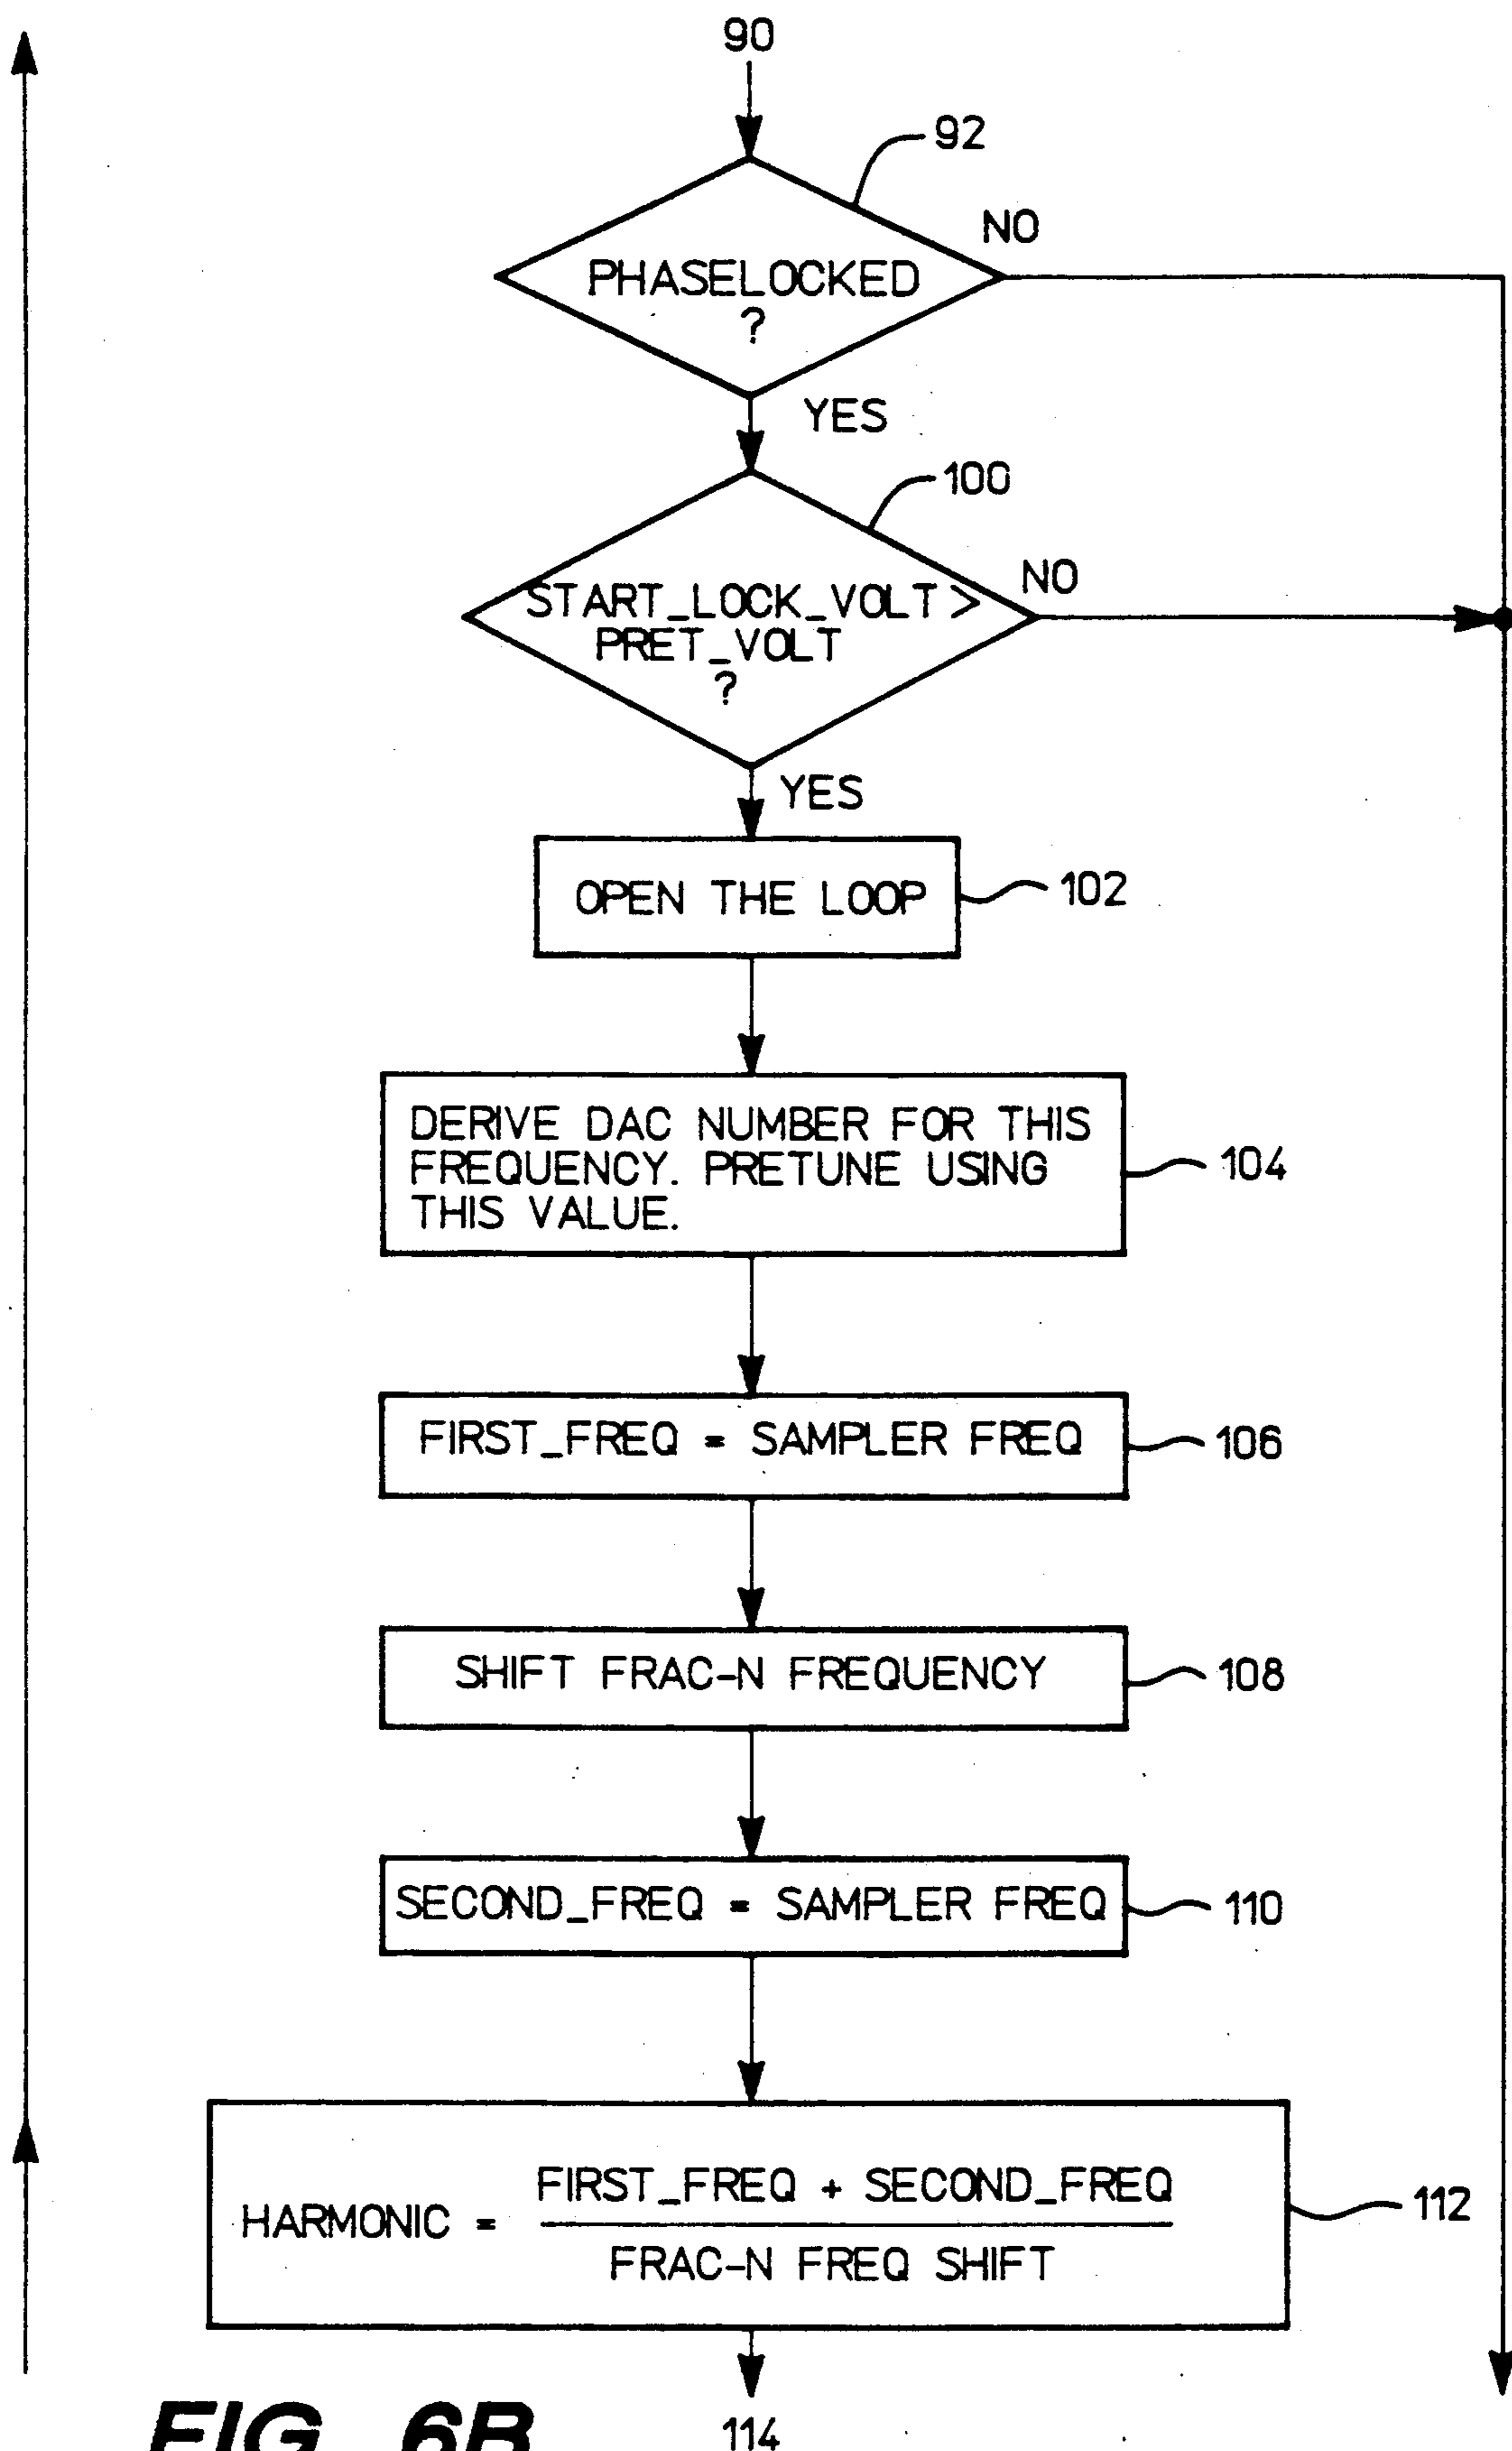 90
92
NO
PHASELOCKED
?
YES
100
NO
START_LOCK_VOLT >
PRET_VOLT
?
YES
OPEN THE LOOP
102
DERIVE DAC NUMBER FOR THIS
FREQUENCY. PRETUNE USING
THIS VALUE.
104
FIRST_FREQ = SAMPLER FREQ
106
SHIFT FRAC-N FREQUENCY
108
SECOND_FREQ = SAMPLER FREQ
110
FIRST_FREQ + SECOND_FREQ
HARMONIC =
FRAC-N FREQ SHIFT
112
114
FIG. 6B